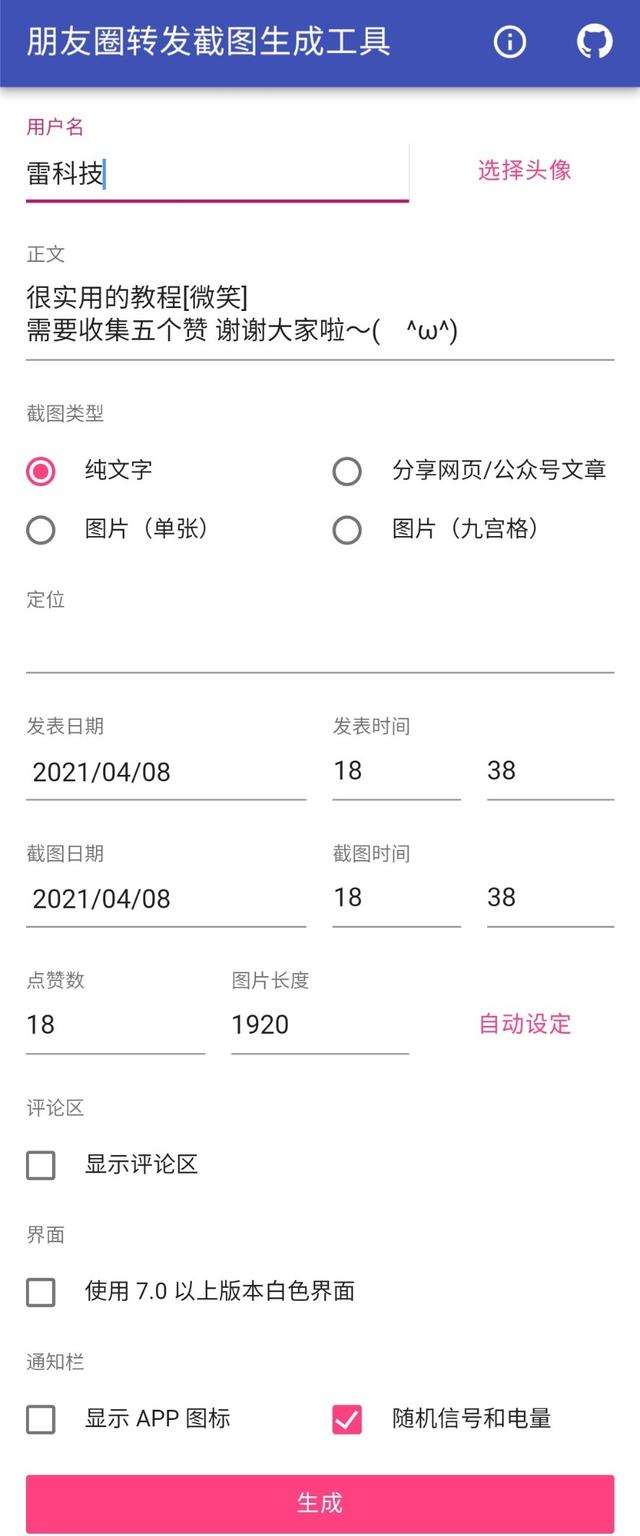 朋友圈转发截图生成工具
用户名
雷科技
选择头像
正文
很实用的教程[微笑]
需要收集五个赞 谢谢大家啦～(　^ω^)
截图类型
纯文字
分享网页/公众号文章
图片（单张）
图片（九宫格）
定位
发表日期
发表时间
2021/04/08
18
38
截图日期
截图时间
2021/04/08
18
38
点赞数
图片长度
18
1920
自动设定
评论区
显示评论区
界面
使用 7.0 以上版本白色界面
通知栏
显示 APP 图标
随机信号和电量
生成